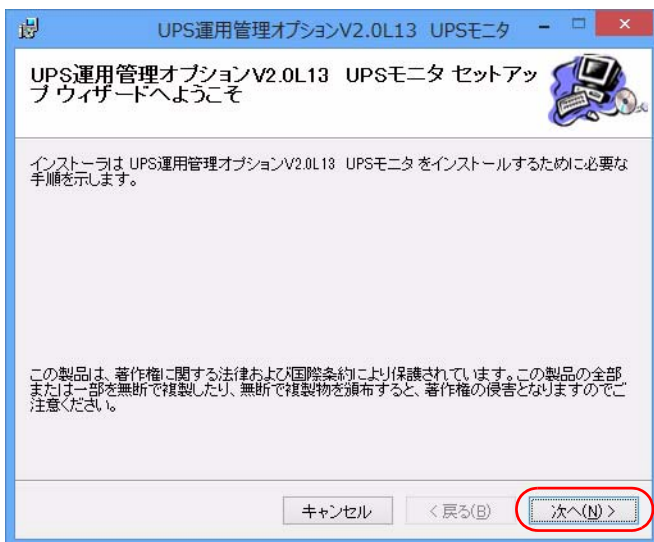 UPS運用管理オプションV2.0L13 UPSモニタ
UPS運用管理オプションV2.0L13 UPSモニタ セットアッ
プ ウィザードへようこそ
インストーラは UPS運用管理オプションV2.0L13 UPSモニタ をインストールするために必要な
手順を示します。
この製品は、著作権に関する法律および国際条約により保護されています。この製品の全部
または一部を無断で複製したり、無断で複製物を頒布すると、著作権の侵害となりますのでご
注意ください。
キャンセル < 戻る(B) 次へ(N) >